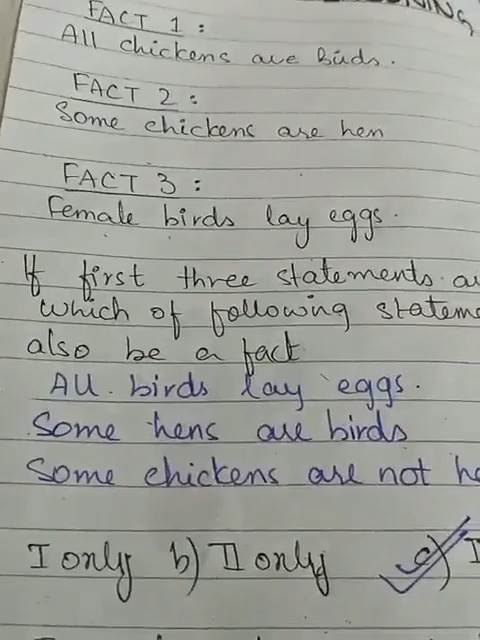 FACT 1:
All chickens are Birds.
FACT 2:
Some chickens are hen
FACT 3:
Female birds lay eggs.
If first three statements
which of following
also be a fact
All birds lay eggs.
Some hens are birds
Some chickens are not
I only b) II only c)